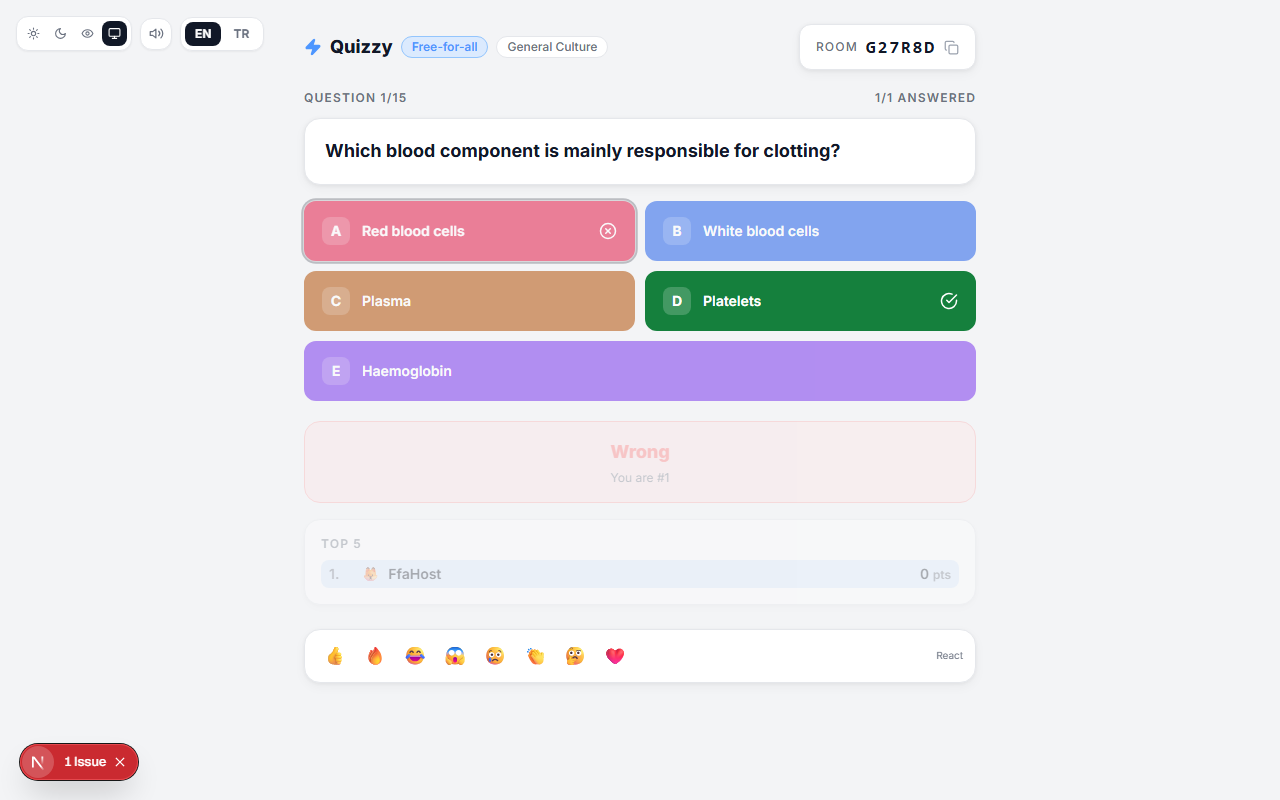 EN TR
Quizzy Free-for-all General Culture ROOM G27R8D
QUESTION 1/15 1/1 ANSWERED
Which blood component is mainly responsible for clotting?
A Red blood cells
B White blood cells
C Plasma
D Platelets
E Haemoglobin
Wrong
You are #1
TOP 5
1. FfaHost 0 pts
React
N 1 Issue